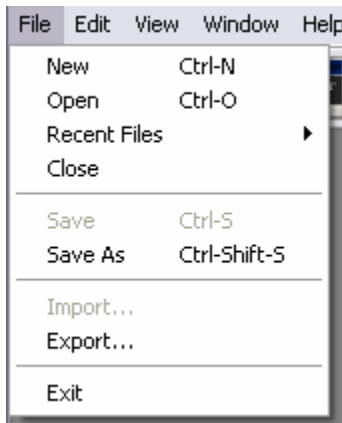 File Edit View Window Help
New Ctrl-N
Open Ctrl-O
Recent Files
Close
Save Ctrl-S
Save As Ctrl-Shift-S
Import...
Export...
Exit